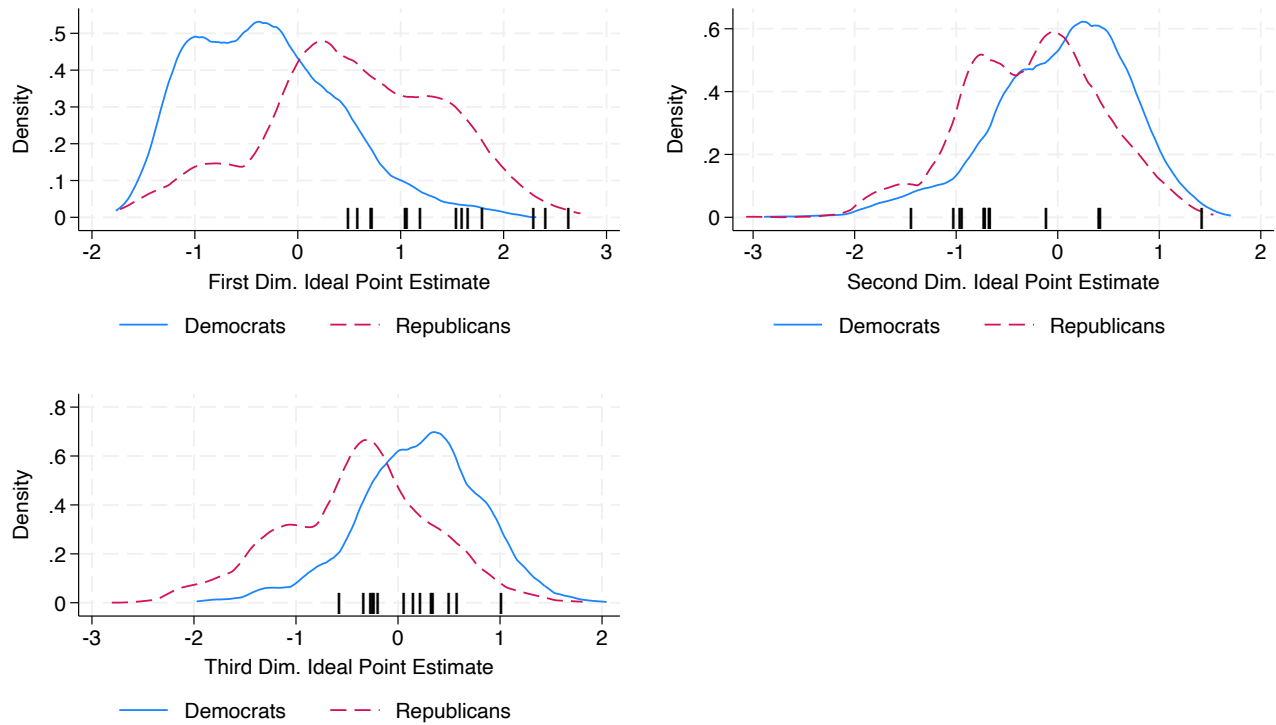 .5
.4
.3
.2
.1
0
Density
-2 -1 0 1 2 3
First Dim. Ideal Point Estimate
Democrats Republicans
.6
.4
.2
0
Density
-3 -2 -1 0 1 2
Second Dim. Ideal Point Estimate
Democrats Republicans
.8
.6
.4
.2
0
Density
-3 -2 -1 0 1 2
Third Dim. Ideal Point Estimate
Democrats Republicans